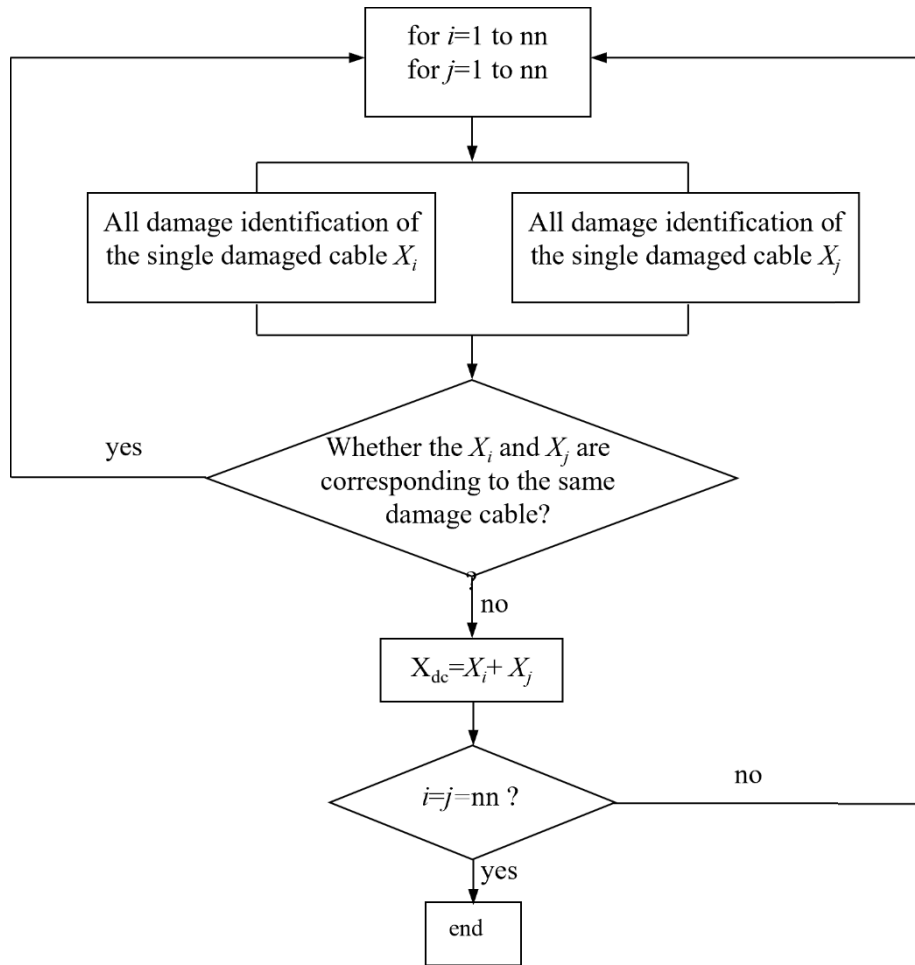 for i=1 to nn
for j=1 to nn
All damage identification of
the single damaged cable Xi
All damage identification of
the single damaged cable Xj
yes
Whether the Xi and Xj are
corresponding to the same
damage cable?
?
no
Xdc=Xi+ Xj
i=j=nn ?
no
yes
end